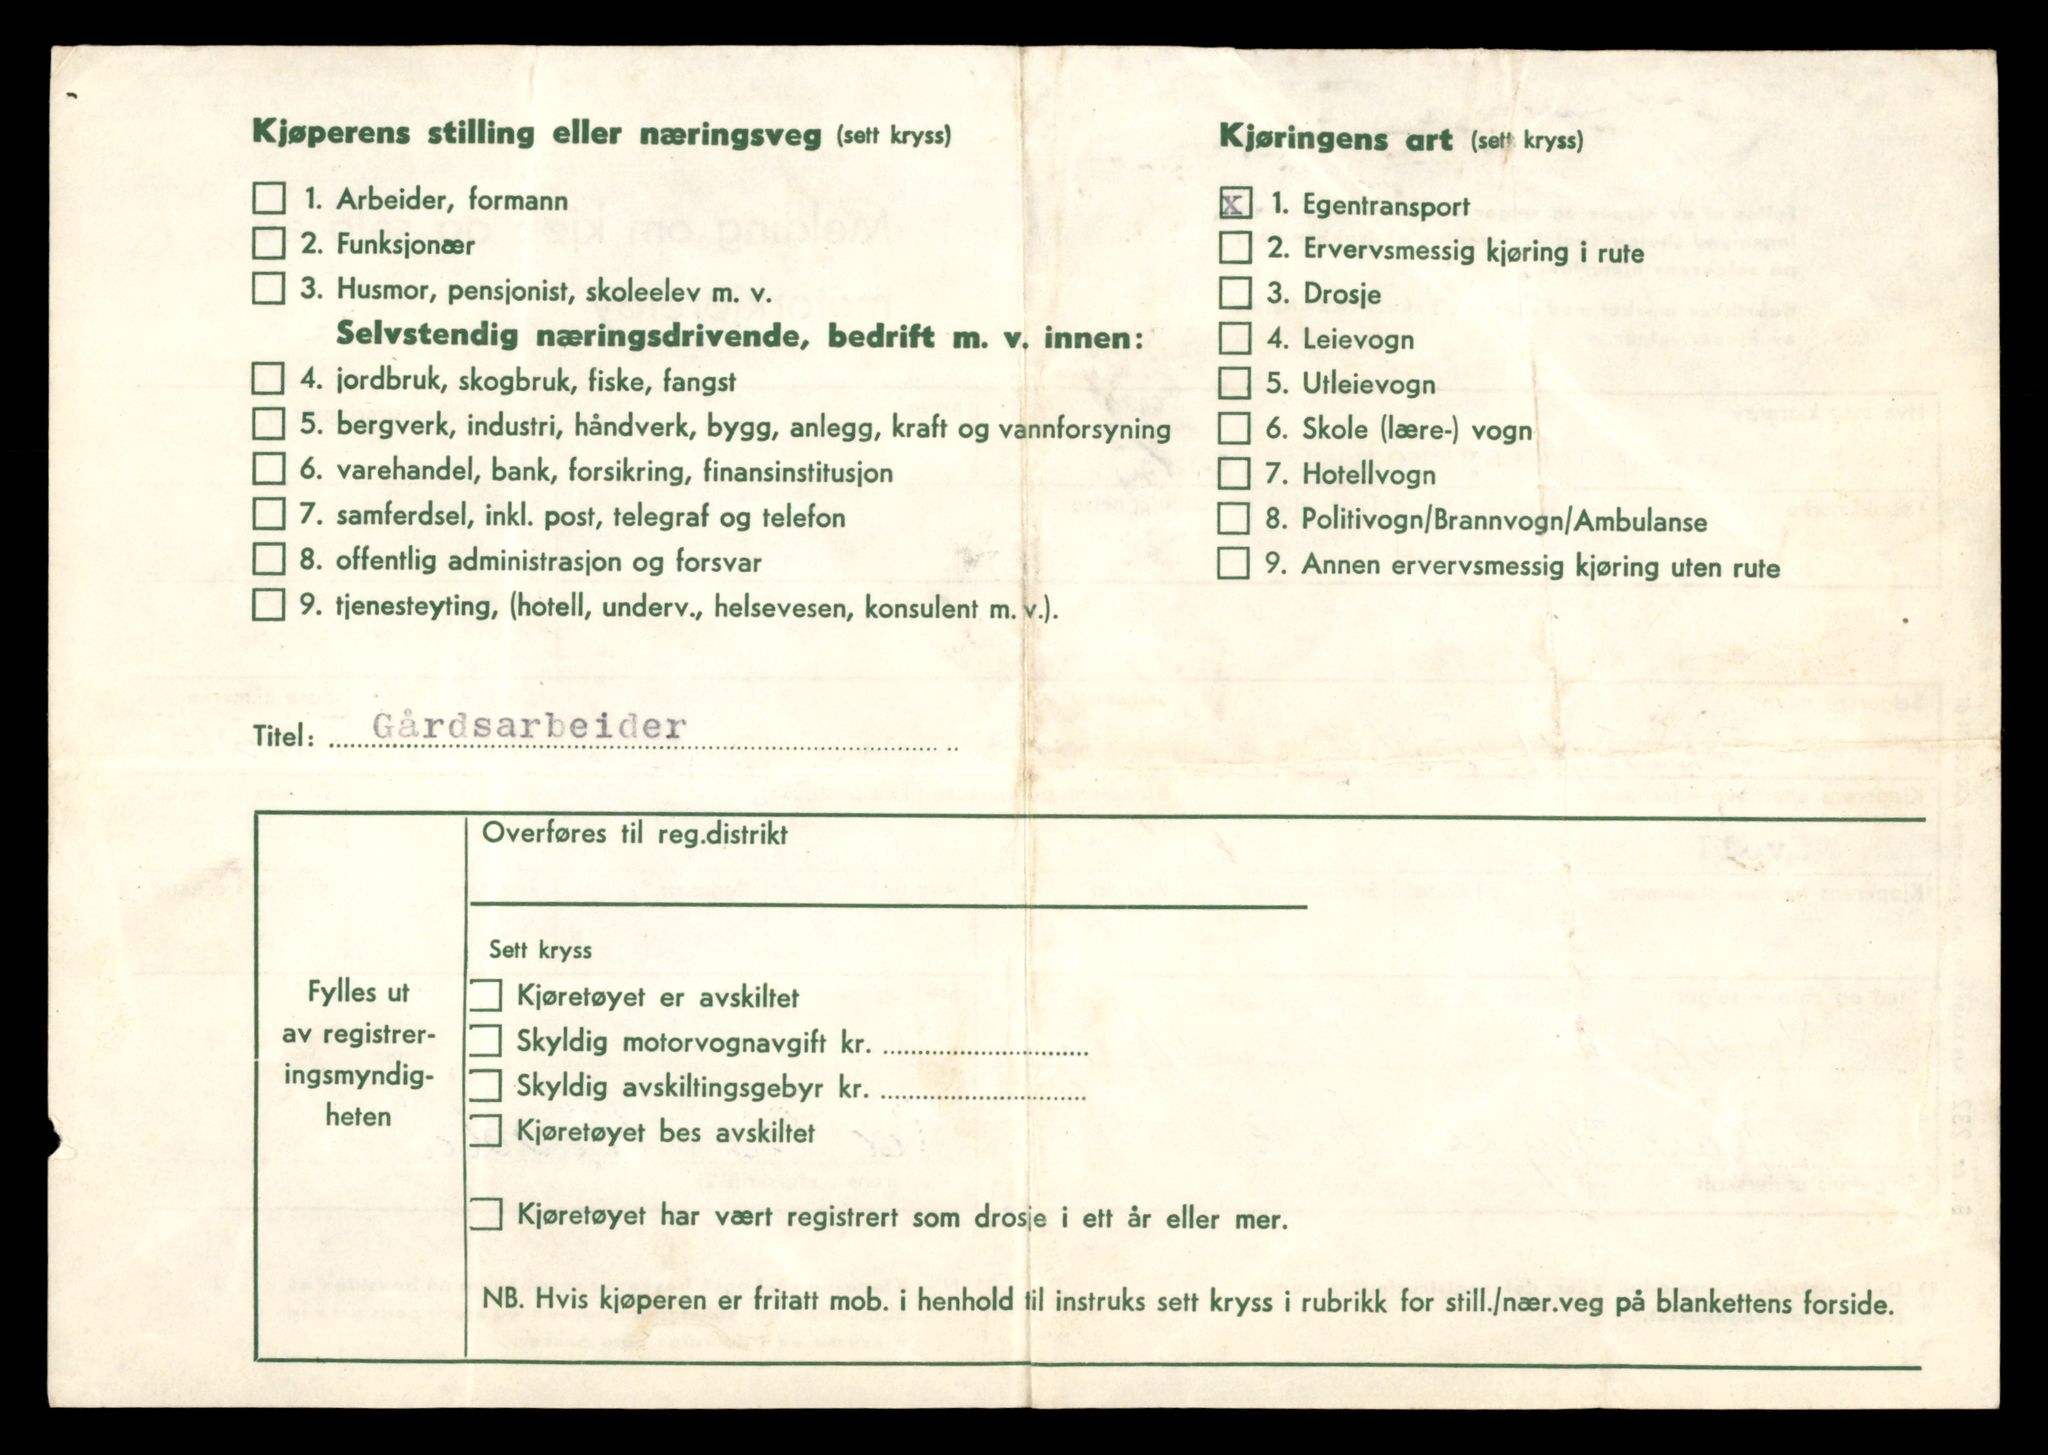 Kjøperens stilling eller næringsveg (sett kryss)
1. Arbeider, formann
2. Funksjonær
3. Husmor, pensjonist, skoleelev m. v.
Selvstendig næringsdrivende, bedrift m. v. innen:
4. jordbruk, skogbruk, fiske, fangst
5. bergverk, industri, håndverk, bygg, anlegg, kraft og vannforsyning
6. varehandel, bank, forsikring, finansinstitusjon
7. samferdsel, inkl. post, telegraf og telefon
8. offentlig administrasjon og forsvar
9. tjenesteyting, (hotell, underv., helsevesen, konsulent m. v.).
Kjøringens art (sett kryss)
x 1. Egentransport
2. Ervervsmessig kjøring i rute
3. Drosje
4. Leievogn
5. Utleievogn
6. Skole (lære-) vogn
7. Hotellvogn
8. Politivogn/Brannvogn/Ambulanse
9. Annen ervervsmessig kjøring uten rute
Titel: Gårdsarbeider
Fylles ut
av registrer-
ingsmyndig-
heten
Overføres til reg.distrikt
Sett kryss
Kjøretøyet er avskiltet
Skyldig motorvognavgift kr.
Skyldig avskiltingsgebyr kr.
Kjøretøyet bes avskiltet
Kjøretøyet har vært registrert som drosje i ett år eller mer.
NB. Hvis kjøperen er fritatt mob. i henhold til instruks sett kryss i rubrikk for still./nær.veg på blankettens forside.